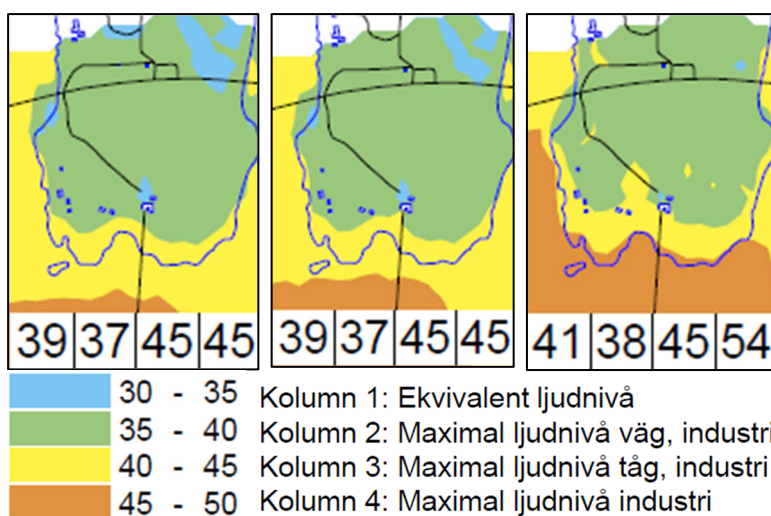 39 37 45 45 39 37 45 45 41 38 45 54
30 - 35 Kolumn 1: Ekvivalent ljudnivå
35 - 40 Kolumn 2: Maximal ljudnivå väg, industri
40 - 45 Kolumn 3: Maximal ljudnivå tåg, industri
45 - 50 Kolumn 4: Maximal ljudnivå industri